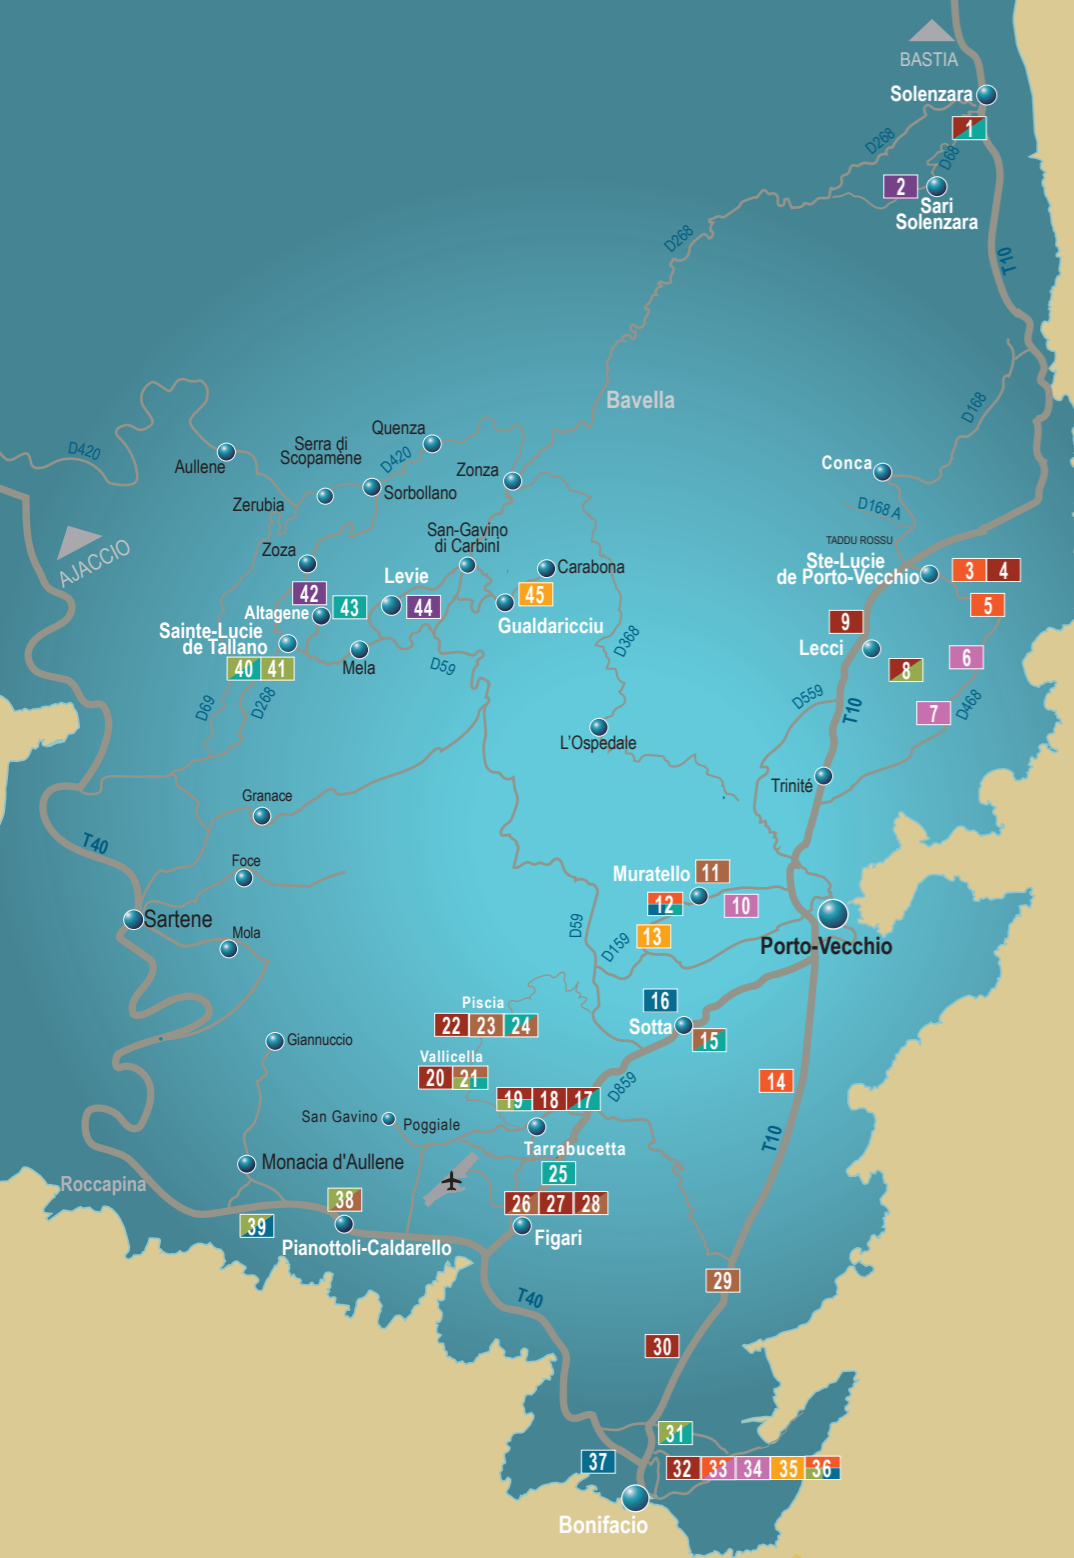 BASTIA
Solenzara
1
D268
D68
2
Sari
Solenzara
D268
T10
Bavella
D168
Quenza
D420
Serra di
Scopamène
D420
Aullene
Zonza
Conca
Sorbollano
Zerubia
D168 A
San-Gavino
di Carbini
TADDU ROSSU
Zoza
AJACCIO
Ste-Lucie
de Porto-Vecchio
3
4
Carabona
Levie
42
45
5
43
44
Altagene
9
Gualdaricciu
Sainte-Lucie
de Tallano
D368
Lecci
6
40
41
Mela
D59
8
D559
D69
D268
T10
7
D468
L'Ospedale
Trinité
Granace
T40
Foce
Muratello
11
12
10
Sartene
D59
13
D159
Mola
Porto-Vecchio
Piscia
16
22
23
24
Sotta
15
Giannuccio
Vallicella
20
21
14
D859
19
18
17
San Gavino
Poggiale
Tarrabucetta
T10
Monacia d'Aullene
25
Roccapina
38
26
27
28
39
Figari
Pianottoli-Caldarello
29
T40
30
31
37
32
33
34
35
36
Bonifacio